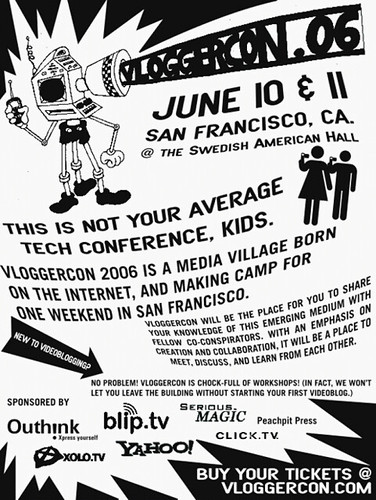 VLOGGERCON.06
JUNE 10 & 11
SAN FRANCISCO, CA.
@ THE SWEDISH AMERICAN HALL
THIS IS NOT YOUR AVERAGE
TECH CONFERENCE, KIDS.
VLOGGERCON 2006 IS A MEDIA VILLAGE BORN
ON THE INTERNET, AND MAKING CAMP FOR
ONE WEEKEND IN SAN FRANCISCO.
VLOGGERCON WILL BE THE PLACE FOR YOU TO SHARE
YOUR KNOWLEDGE OF THIS EMERGING MEDIUM WITH
FELLOW CO-CONSPIRATORS. WITH AN EMPHASIS ON
CREATION AND COLLABORATION, IT WILL BE A PLACE TO
MEET, DISCUSS, AND LEARN FROM EACH OTHER.
NEW TO VIDEOBLOGGING?
NO PROBLEM! VLOGGERCON IS CHOCK-FULL OF WORKSHOPS! (IN FACT, WE WON'T
LET YOU LEAVE THE BUILDING WITHOUT STARTING YOUR FIRST VIDEOBLOG.)
SPONSORED BY
Outhink
Xpress yourself
blip.tv
SERIOUS.
MAGIC
Peachpit Press
CLICK.TV
XOLO.TV
YAHOO!
BUY YOUR TICKETS @
VLOGGERCON.COM